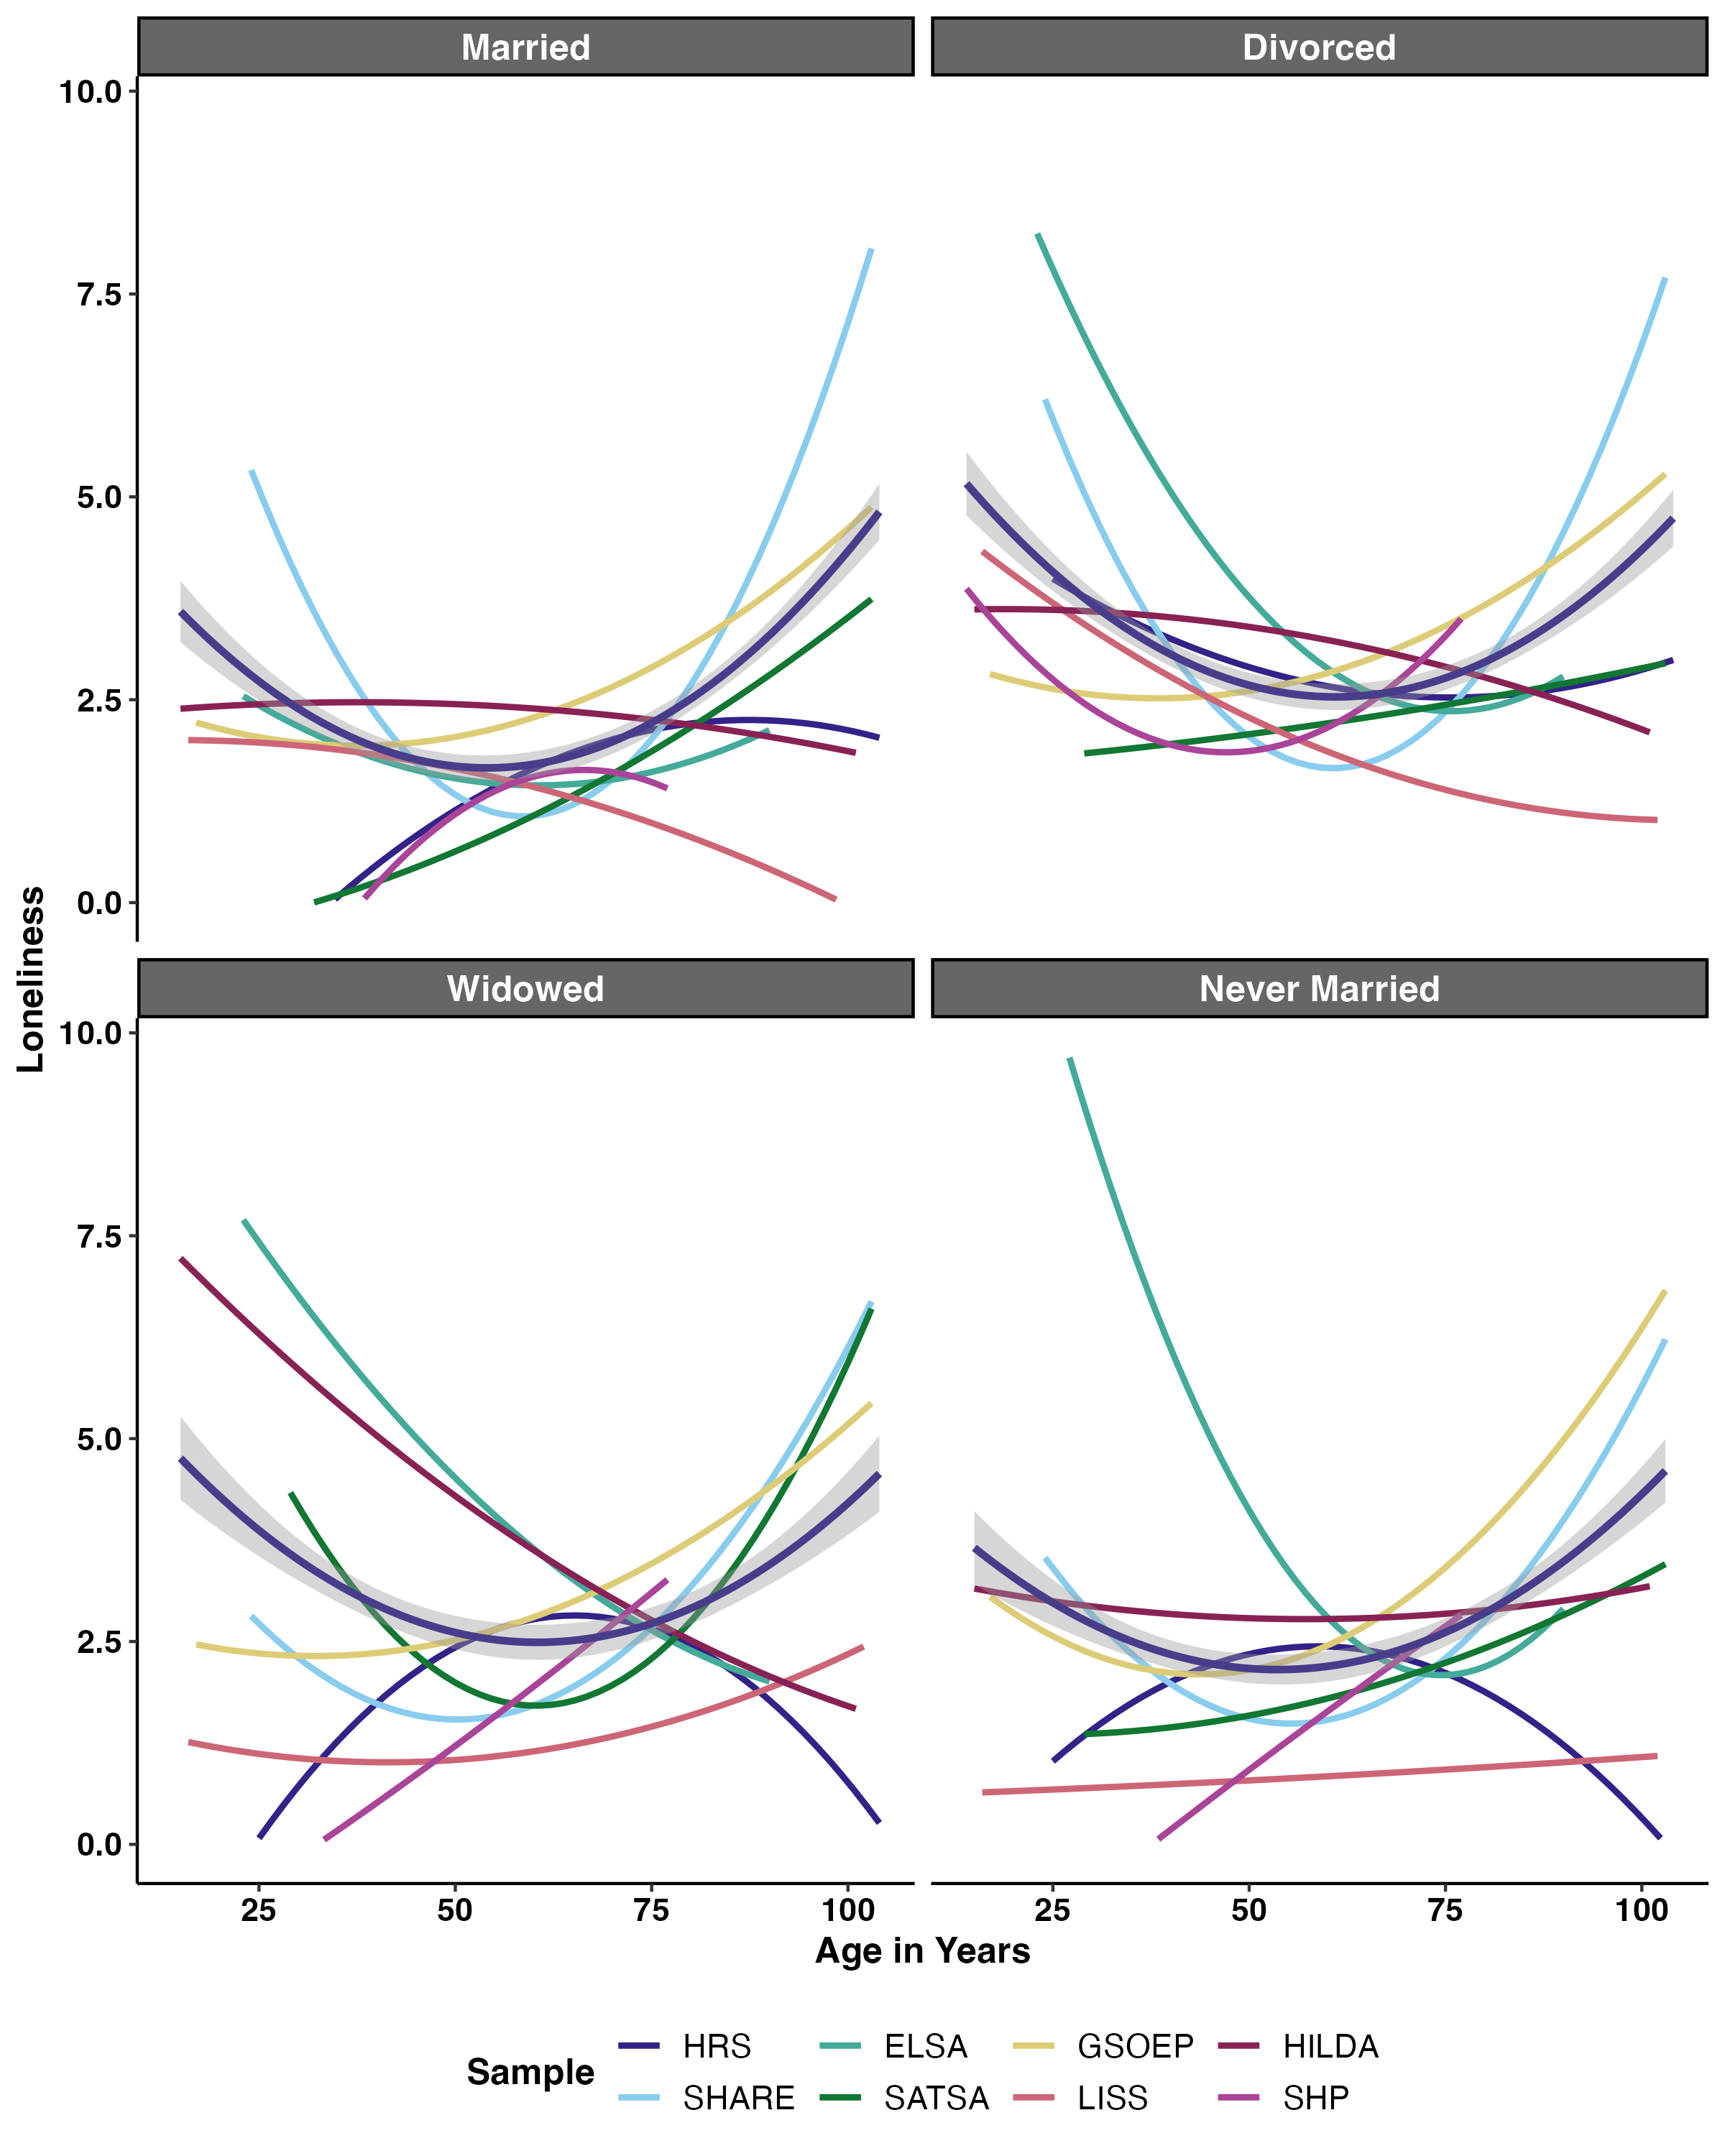 Married Divorced
10.0
7.5
5.0
2.5
0.0
Loneliness
Widowed Never Married
10.0
7.5
5.0
2.5
0.0
25 50 75 100 25 50 75 100
Age in Years
Sample
HRS ELSA GSOEP HILDA
SHARE SATSA LISS SHP